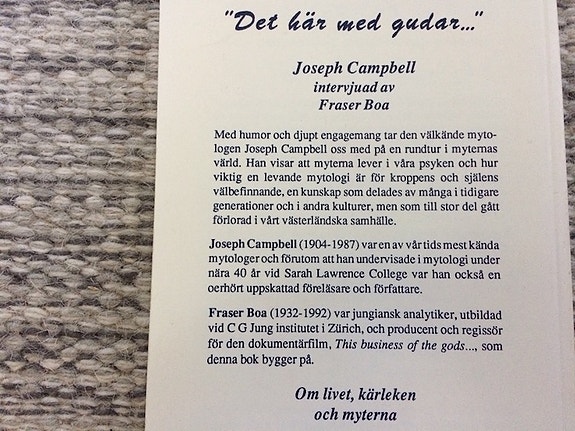 "Det här med gudar..."
Joseph Campbell
intervjuad av
Fraser Boa
Med humor och djupt engagemang tar den välkände myto-
logen Joseph Campbell oss med på en rundtur i myternas
värld. Han visar att myterna lever i våra psyken och hur
viktig en levande mytologi är för kroppens och själens
välbefinnande, en kunskap som delades av många i tidigare
generationer och i andra kulturer, men som till stor del gått
förlorad i vårt västerländska samhälle.
Joseph Campbell (1904-1987) var en av vår tids mest kända
mytologer och förutom att han undervisade i mytologi under
nära 40 år vid Sarah Lawrence College var han också en
oerhört uppskattad föreläsare och författare.
Fraser Boa (1932-1992) var jungiansk analytiker, utbildad
vid C G Jung institutet i Zürich, och producent och regissör
för den dokumentärfilm, This business of the gods..., som
denna bok bygger på.
Om livet, kärleken
och myterna